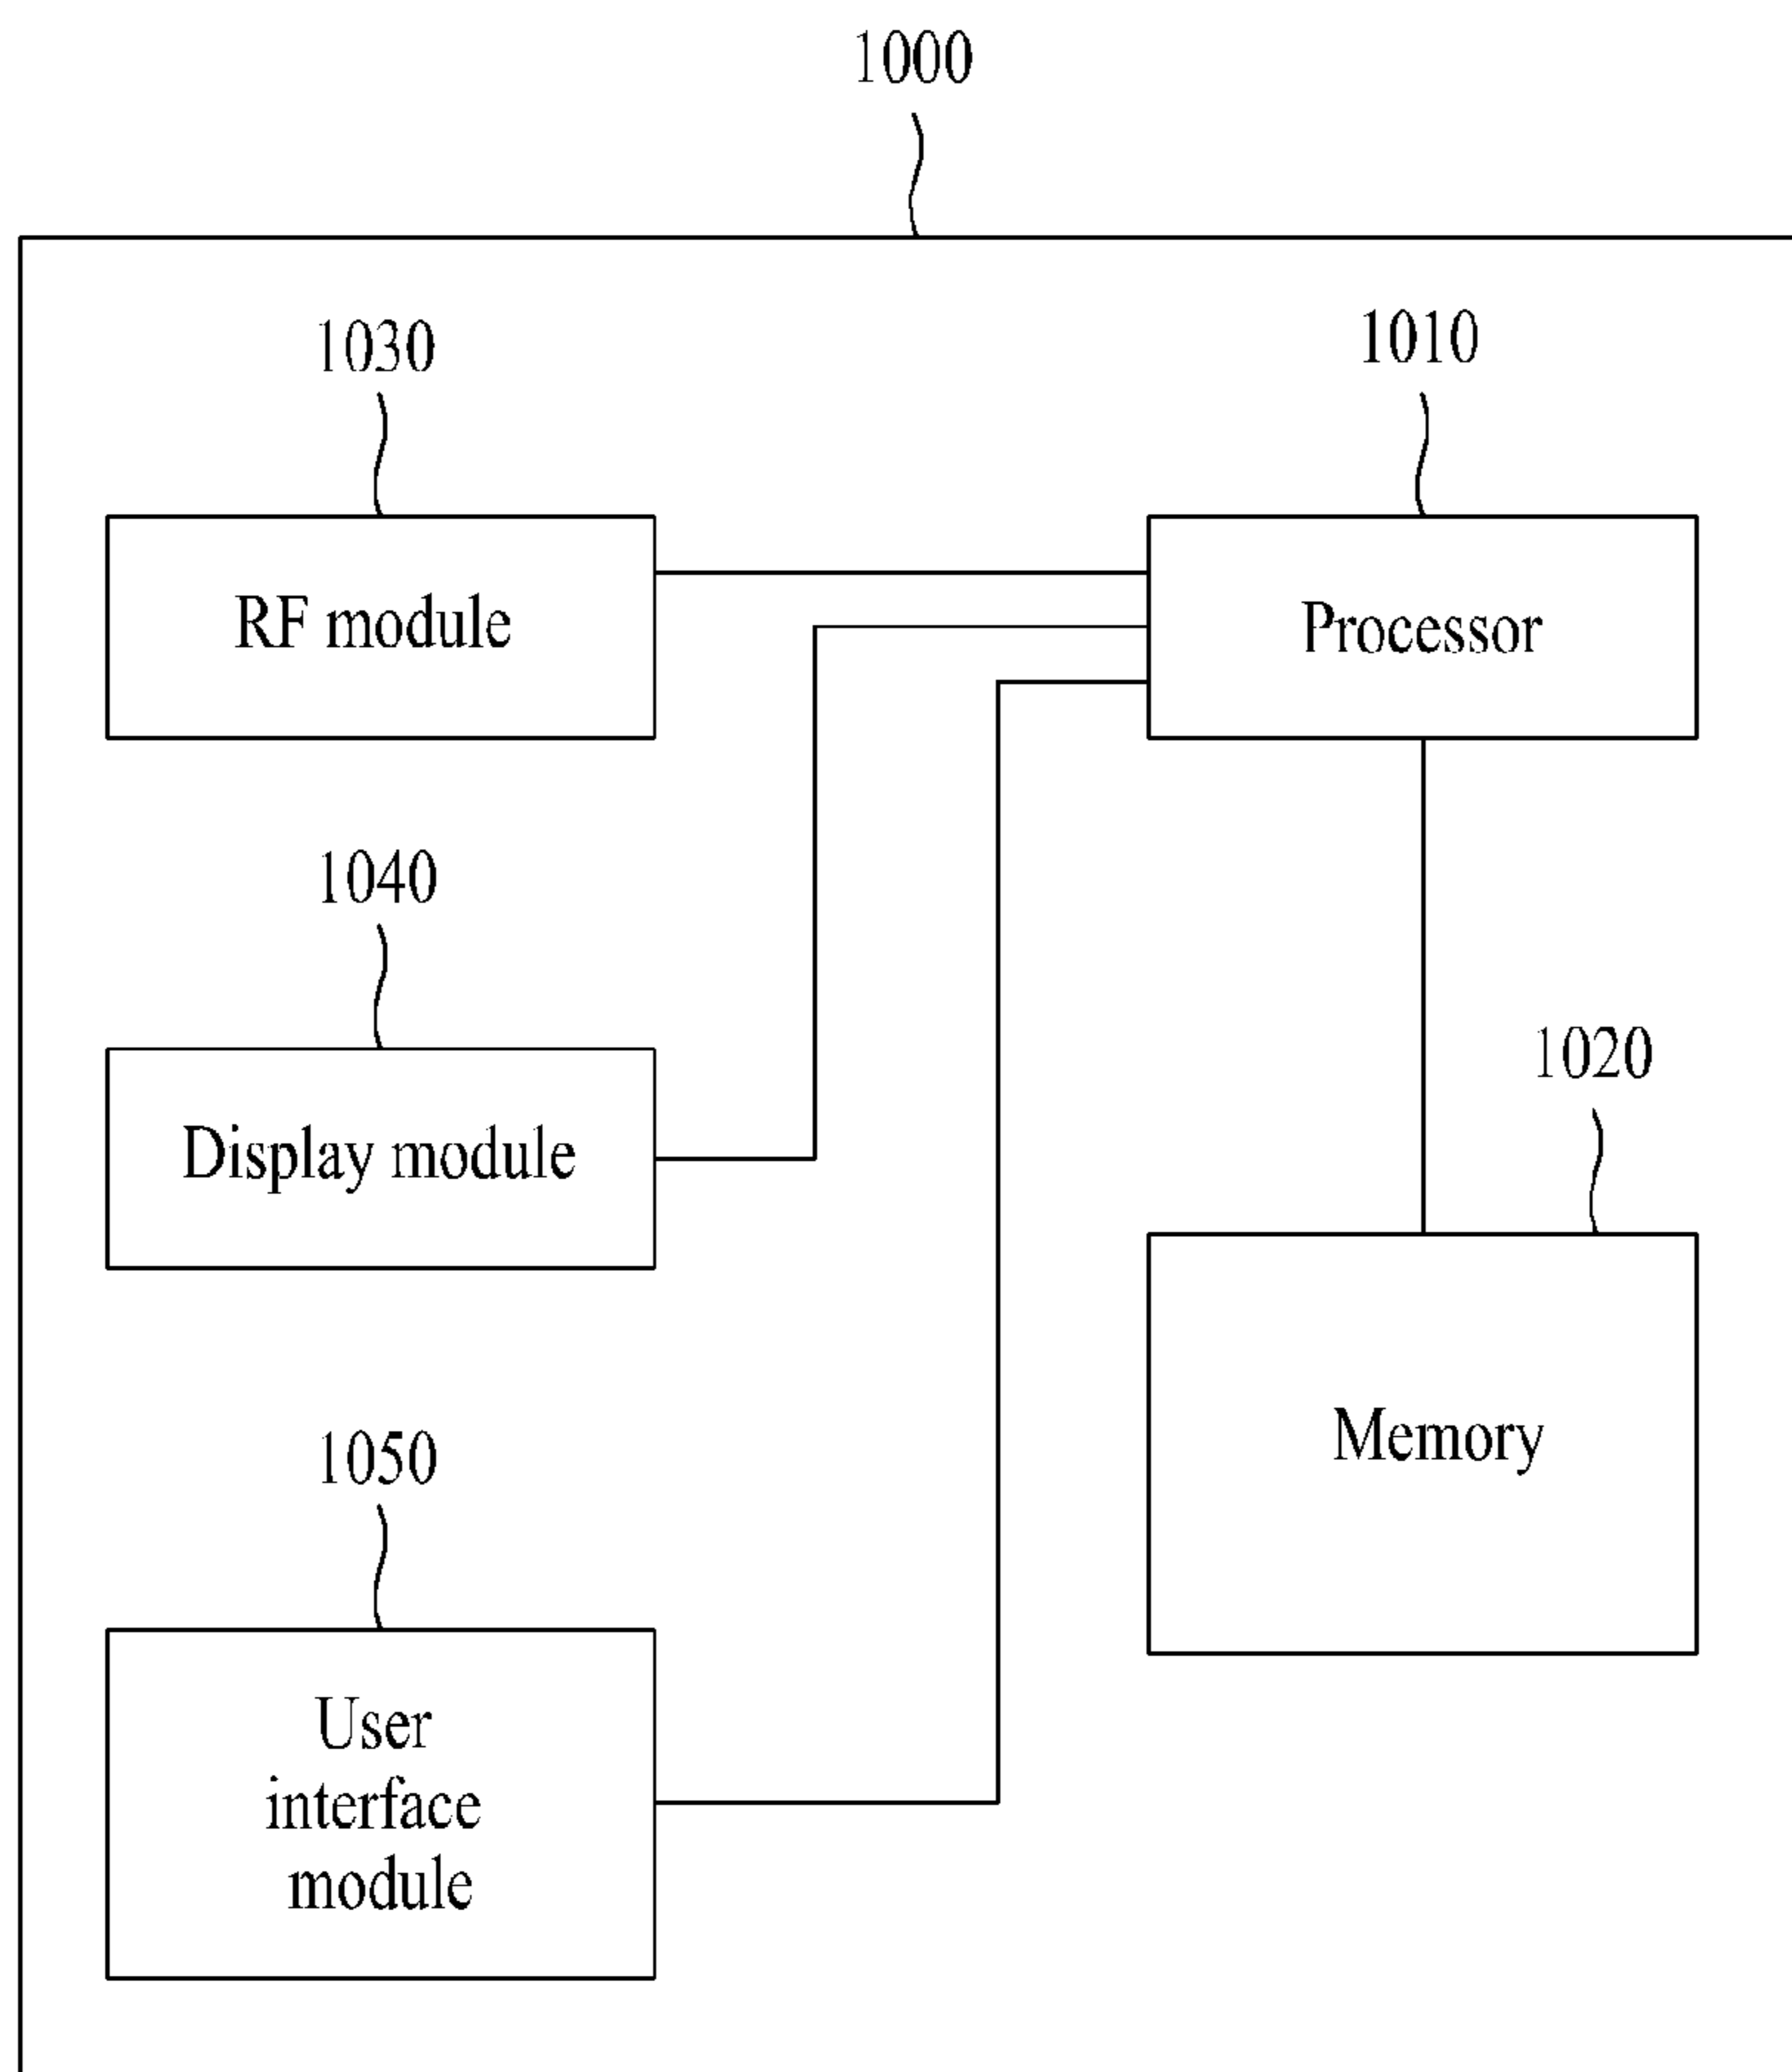 1000
1030
1010
RF module
Processor
1040
1020
Display module
Memory
1050
User
interface
module